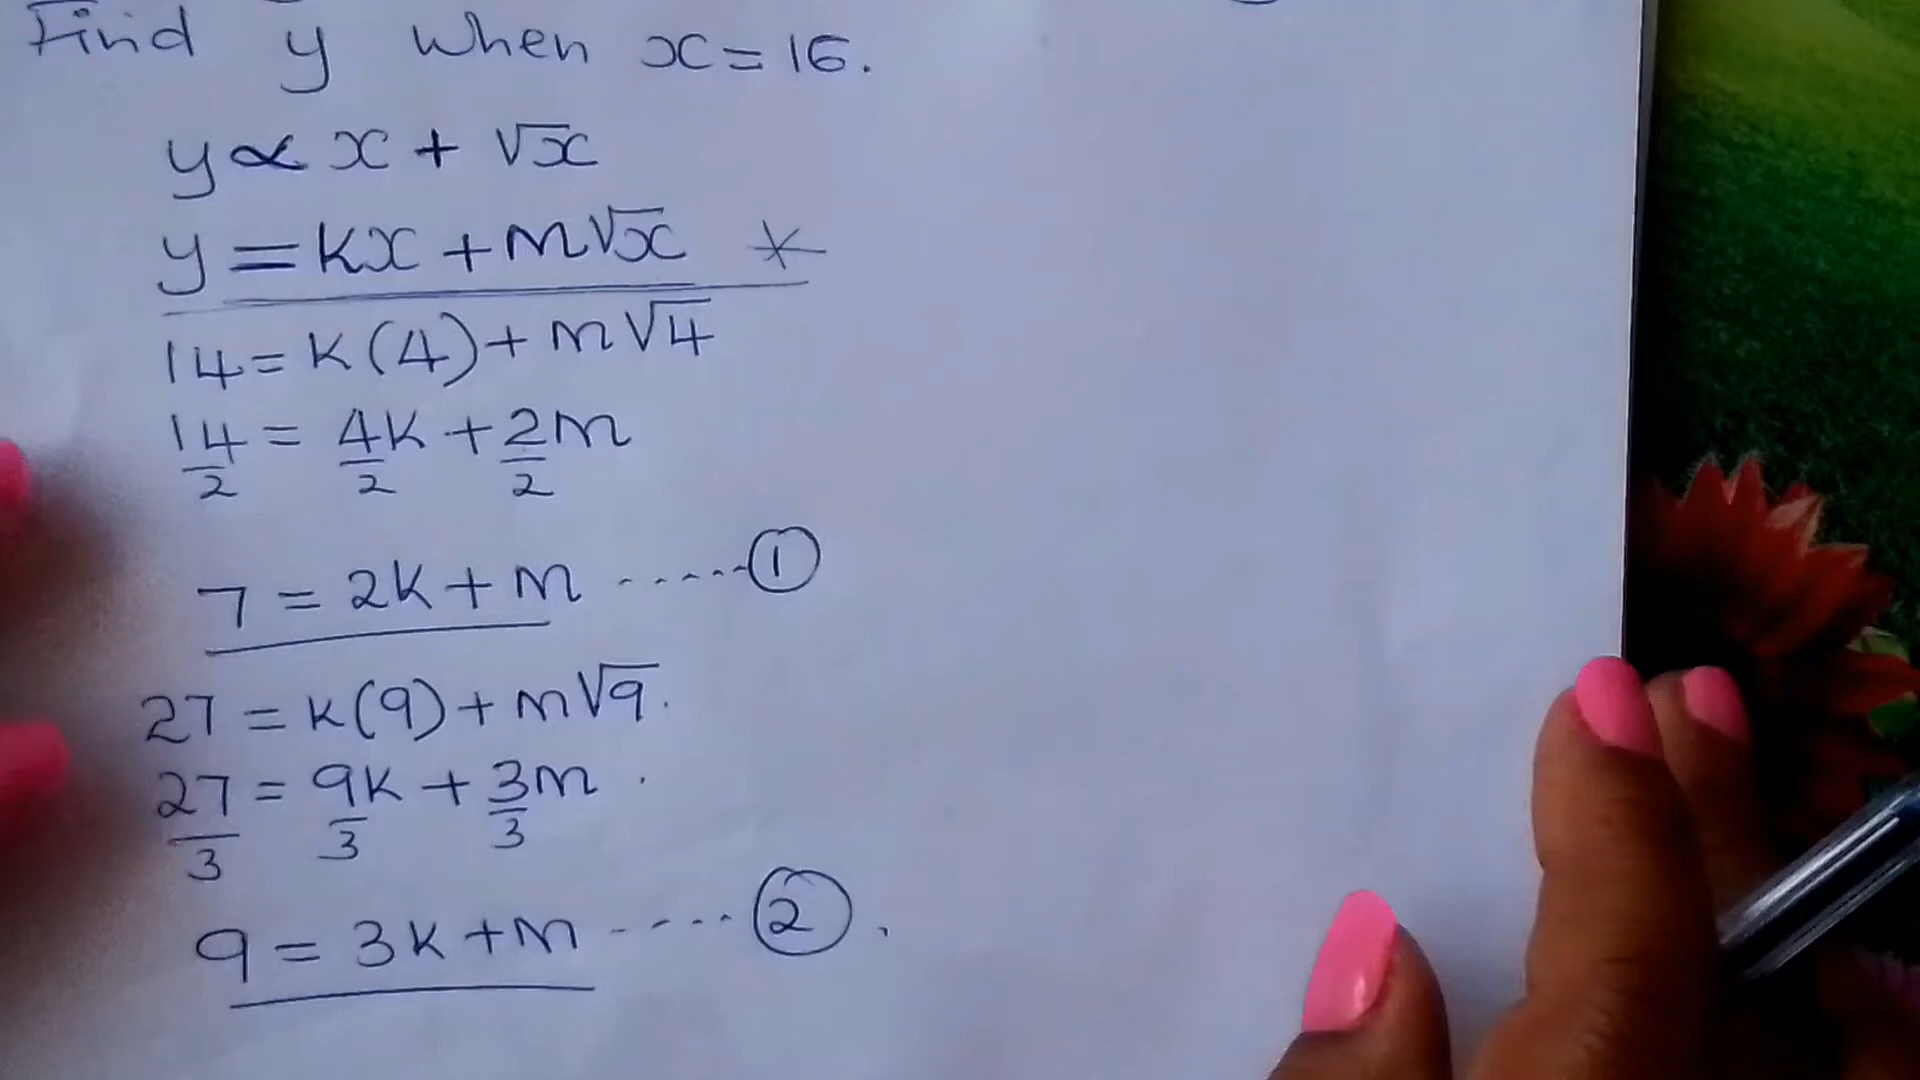 Find y when x = 16.
y ∝ x + √x
y = kx + m√x *
14 = k(4) + m√4
14/2 = 4k/2 + 2m/2
7 = 2k + m ------ ①
27 = k(9) + m√9.
27/3 = 9k/3 + 3m/3 .
9 = 3k + m ---- ② .